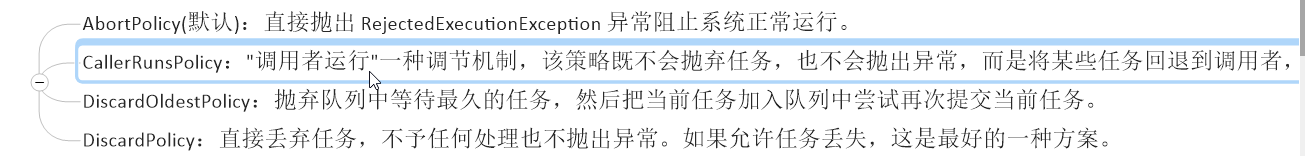 AbortPolicy(默认)：直接抛出 RejectedExecutionException 异常阻止系统正常运行。
CallerRunsPolicy："调用者运行"一种调节机制，该策略既不会抛弃任务，也不会抛出异常，而是将某些任务回退到调用者，
DiscardOldestPolicy：抛弃队列中等待最久的任务，然后把当前任务加入队列中尝试再次提交当前任务。
DiscardPolicy：直接丢弃任务，不予任何处理也不抛出异常。如果允许任务丢失，这是最好的一种方案。